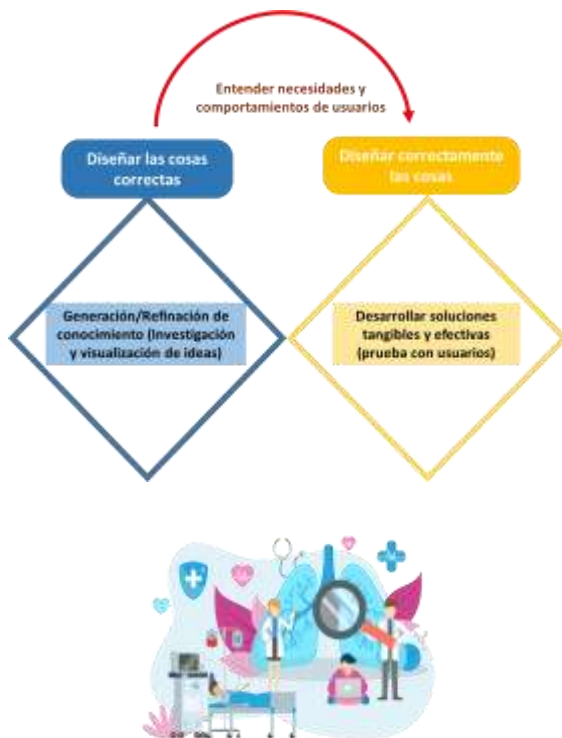 Entender necesidades y
comportamientos de usuarios
Diseñar las cosas
correctas
Diseñar correctamente
las cosas
Generación/Refinación de
conocimiento (Investigación
y visualización de ideas)
Desarrollar soluciones
tangibles y efectivas
(prueba con usuarios)